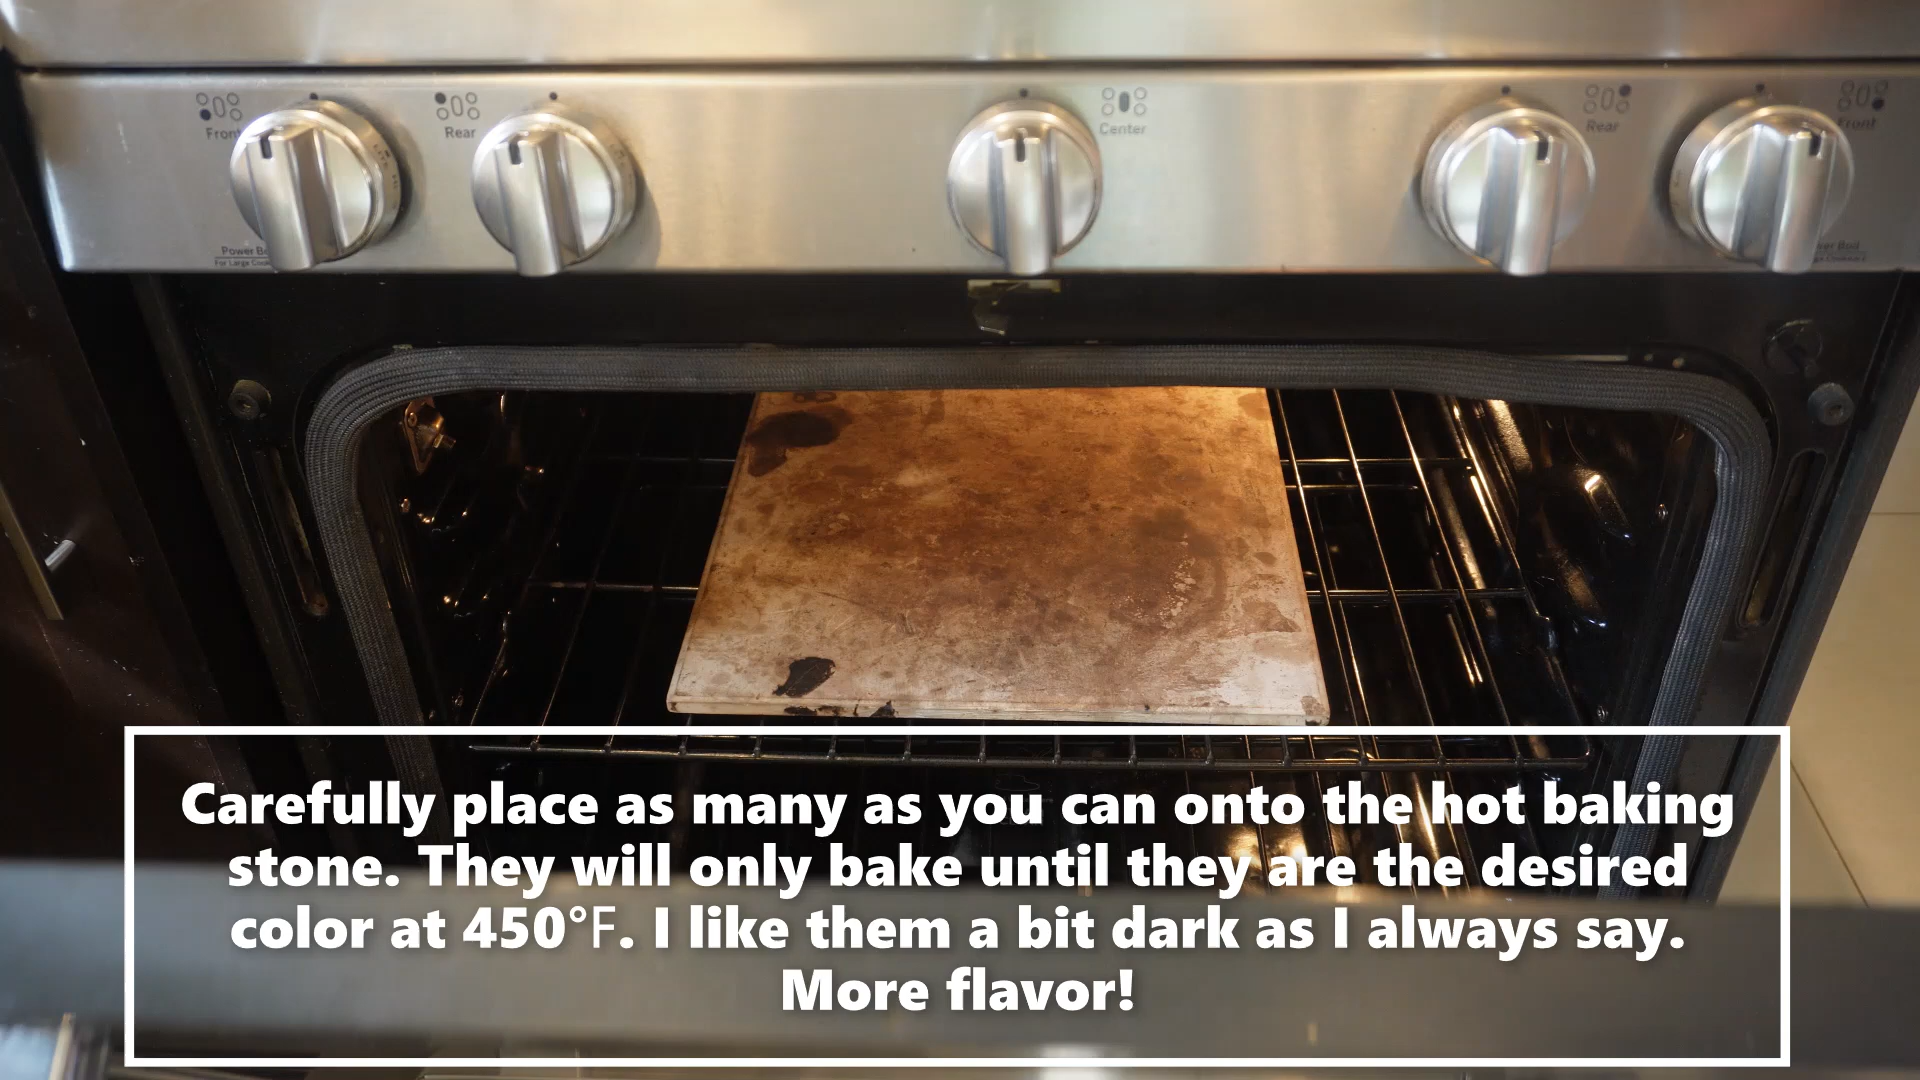 Front
Rear
Center
Rear
Front
Power
For Large
Carefully place as many as you can onto the hot baking
stone. They will only bake until they are the desired
color at 450°F. I like them a bit dark as I always say.
More flavor!